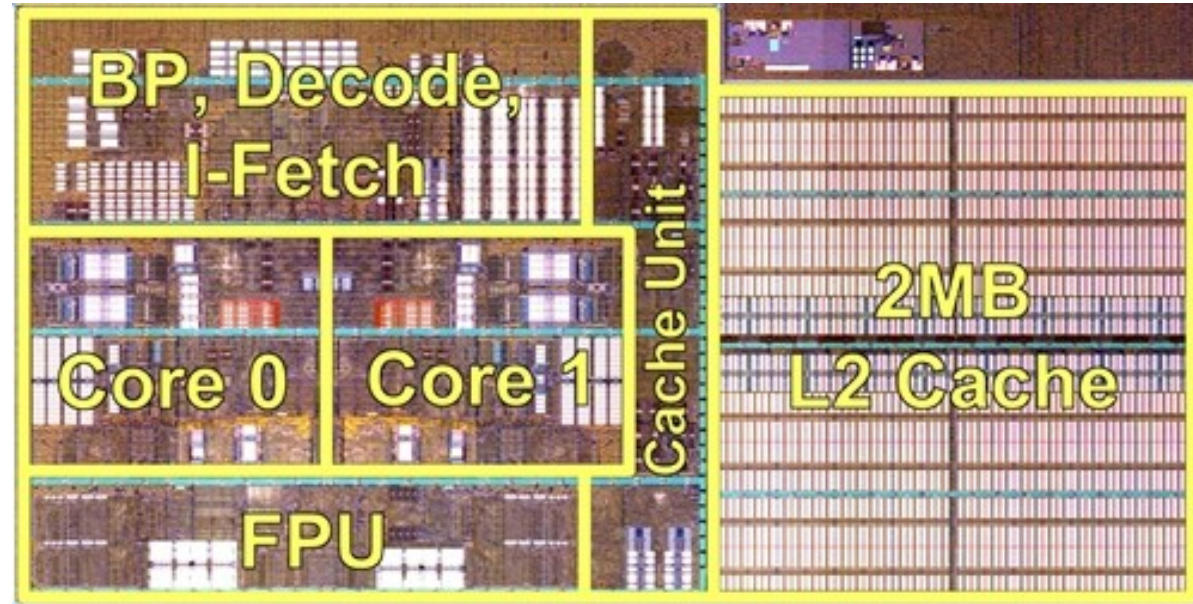 BP, Decode,
I-Fetch
Core 0
Core 1
FPU
Cache Unit
2MB
L2 Cache